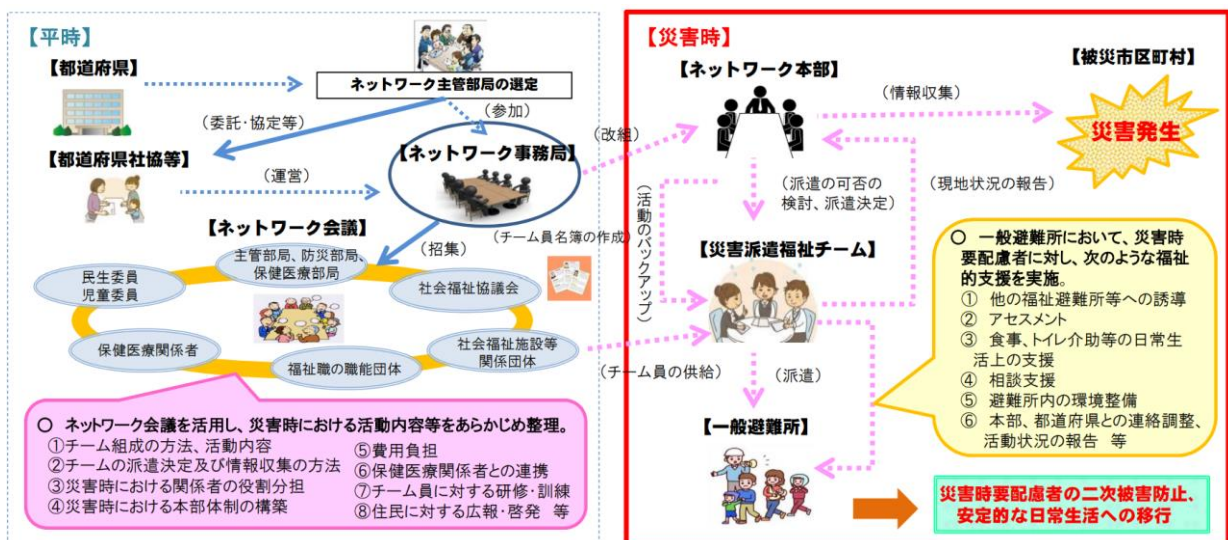 【平時】
【都道府県】
ネットワーク主管部局の選定
(委託・協定等)
(参加)
【都道府県社協等】
(運営)
【ネットワーク事務局】
(改組)
【ネットワーク会議】
(招集)
(チーム員名簿の作成)
主管部局、防災部局、
保健医療部局
民生委員
児童委員
社会福祉協議会
保健医療関係者
福祉職の職能団体
社会福祉施設等
関係団体
(チーム員の供給)
○ ネットワーク会議を活用し、災害時における活動内容等をあらかじめ整理。
①チーム組成の方法、活動内容
②チームの派遣決定及び情報収集の方法
③災害時における関係者の役割分担
④災害時における本部体制の構築
⑤費用負担
⑥保健医療関係者との連携
⑦チーム員に対する研修・訓練
⑧住民に対する広報・啓発 等
【災害時】
【ネットワーク本部】
(情報収集)
【被災市区町村】
災害発生
(活動のバックアップ)
(派遣の可否の
検討、派遣決定)
(現地状況の報告)
【災害派遣福祉チーム】
(派遣)
【一般避難所】
○ 一般避難所において、災害時
要配慮者に対し、次のような福祉
的支援を実施。
① 他の福祉避難所等への誘導
② アセスメント
③ 食事、トイレ介助等の日常生
活上の支援
④ 相談支援
⑤ 避難所内の環境整備
⑥ 本部、都道府県との連絡調整、
活動状況の報告 等
災害時要配慮者の二次被害防止、
安定的な日常生活への移行